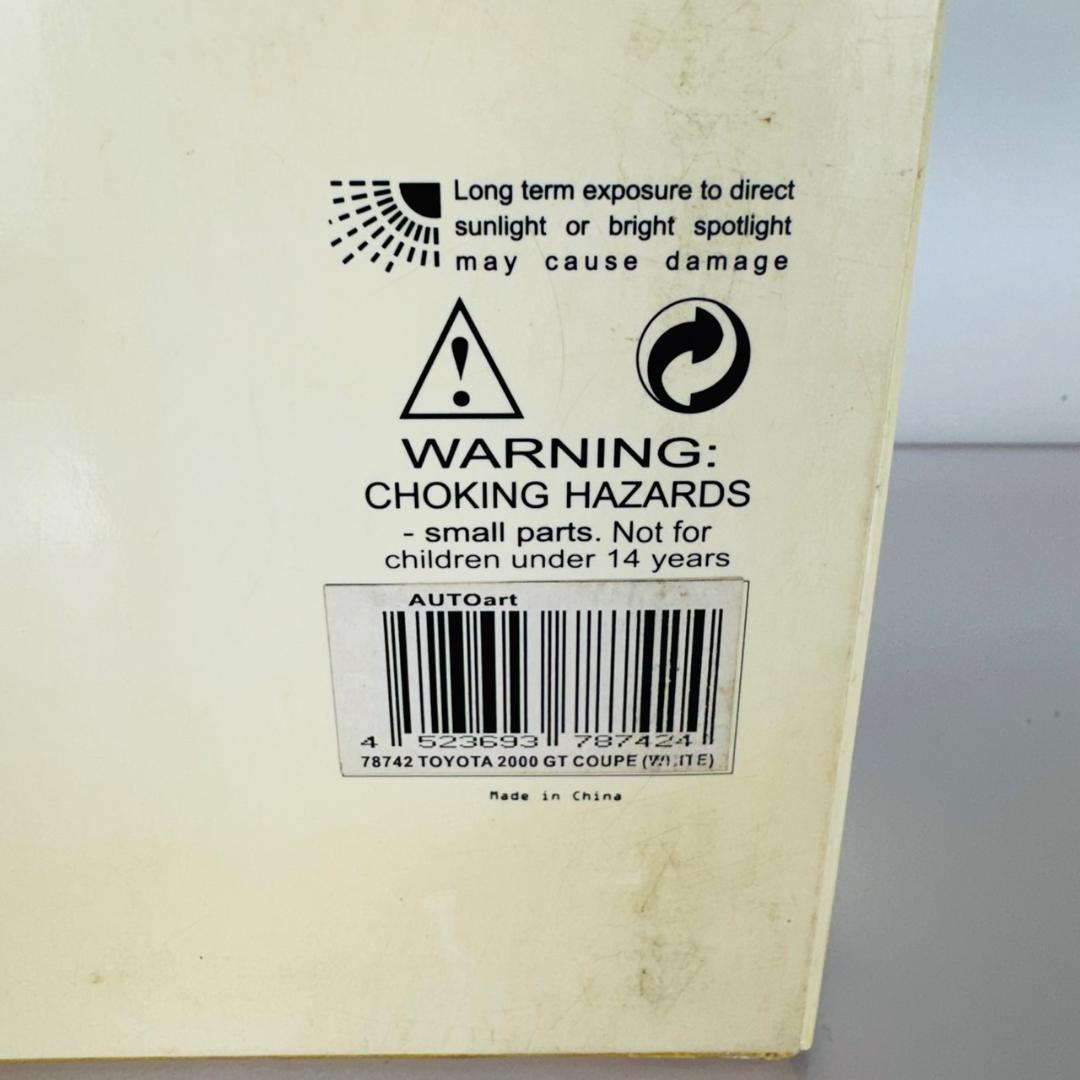 Long term exposure to direct
sunlight or bright spotlight
may cause damage
WARNING:
CHOKING HAZARDS
- small parts. Not for
children under 14 years
AUTOart
4 523693 787424
78742 TOYOTA 2000 GT COUPE (WHITE)
Made in China